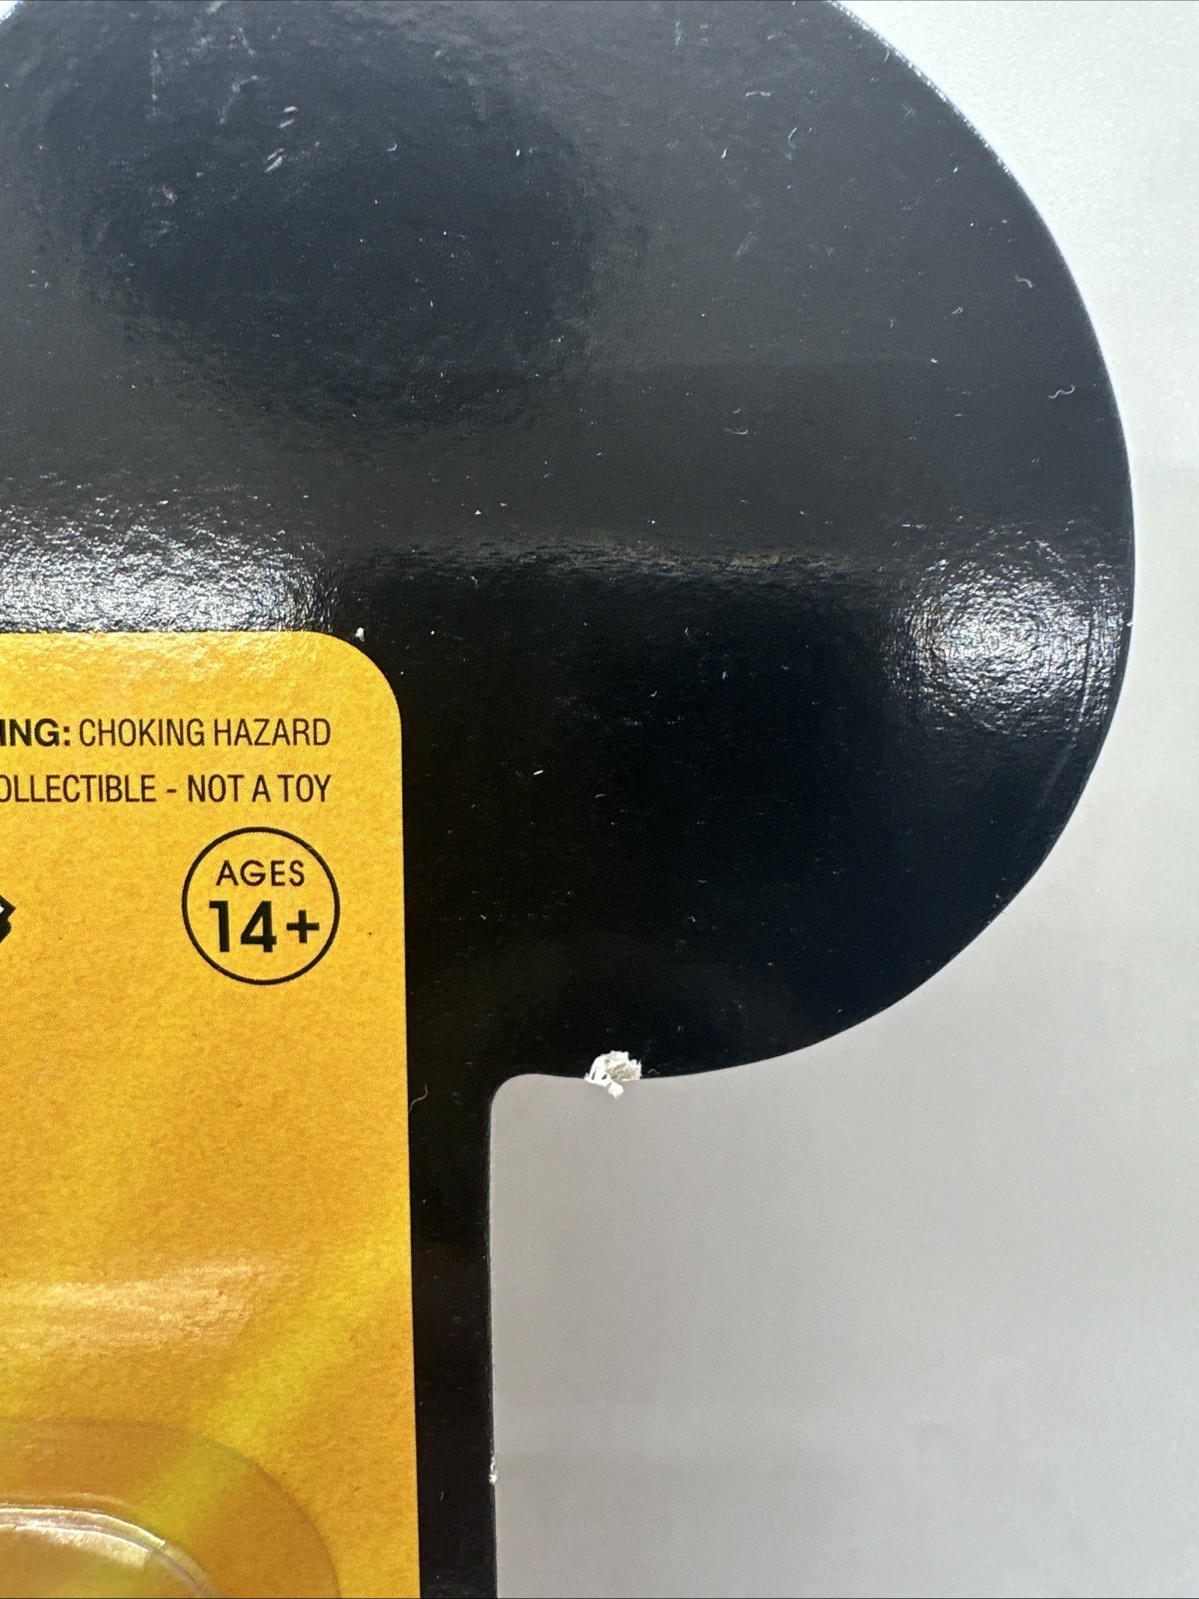 NG: CHOKING HAZARD
OLLECTIBLE - NOT A TOY
AGES
14+